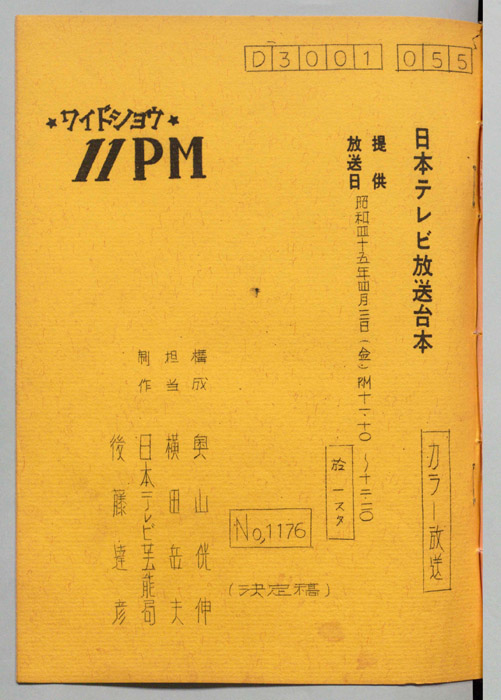 D3001 055
ワイドショウ
11PM
日本テレビ放送台本
提供
放送日 昭和四十五年四月三日(金)PM十一・十〇〜十二・二〇
カラー放送
放一スタ
No,1176
(決定稿)
構成 奥山侊伸
担当 横田岳夫
制作 日本テレビ芸能局
後藤達彦